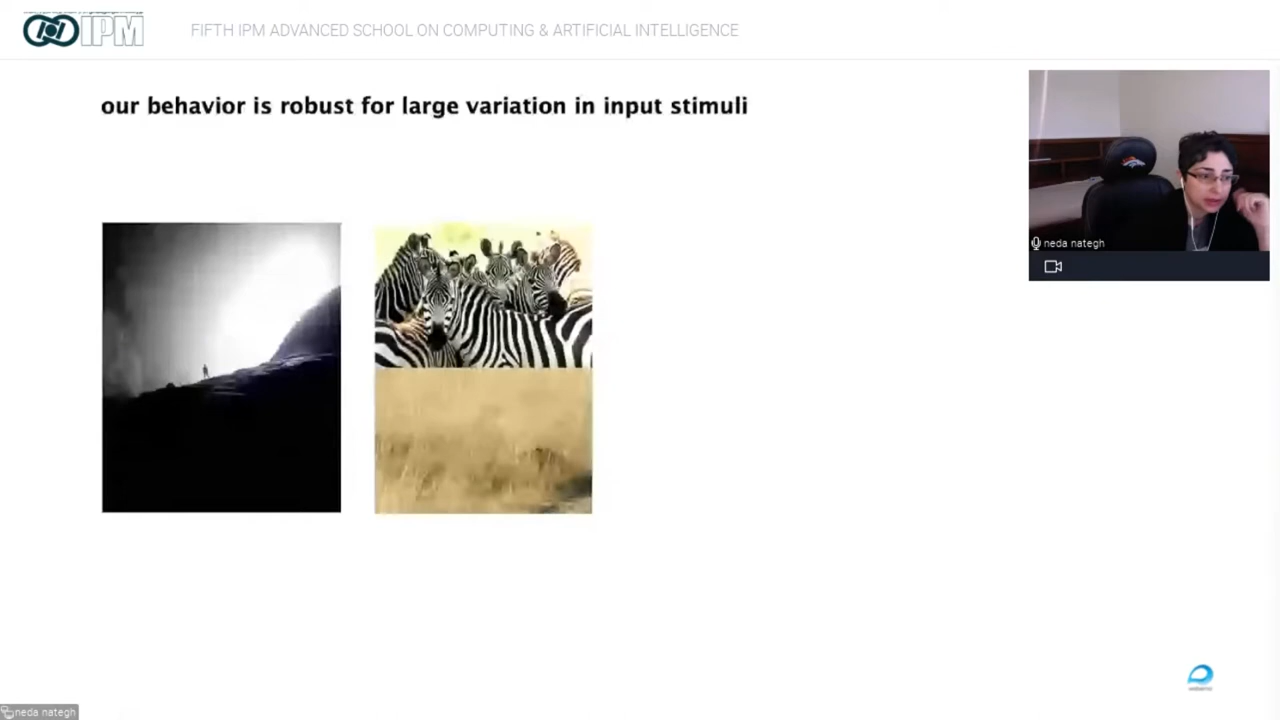 IPM
FIFTH IPM ADVANCED SCHOOL ON COMPUTING & ARTIFICIAL INTELLIGENCE
our behavior is robust for large variation in input stimuli
neda nategh
neda nategh